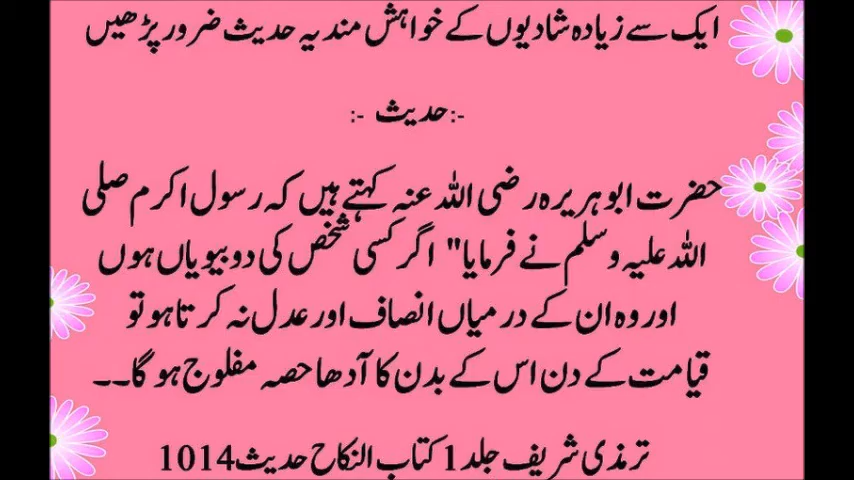 ایک سے زیادہ شادیوں کے خواہش مند یہ حدیث ضرور پڑھیں
:- حدیث -:
حضرت ابو ہریرہ رضی اللہ عنہ کہتے ہیں کہ رسول اکرم صلی
اللہ علیہ وسلم نے فرمایا" اگر کسی شخص کی دو بیویاں ہوں
اور وہ ان کے درمیاں انصاف اور عدل نہ کرتا ہو تو
قیامت کے دن اس کے بدن کا آدھا حصہ مفلوج ہو گا۔۔
ترمذی شریف جلد 1 کتاب النکاح حدیث 1014